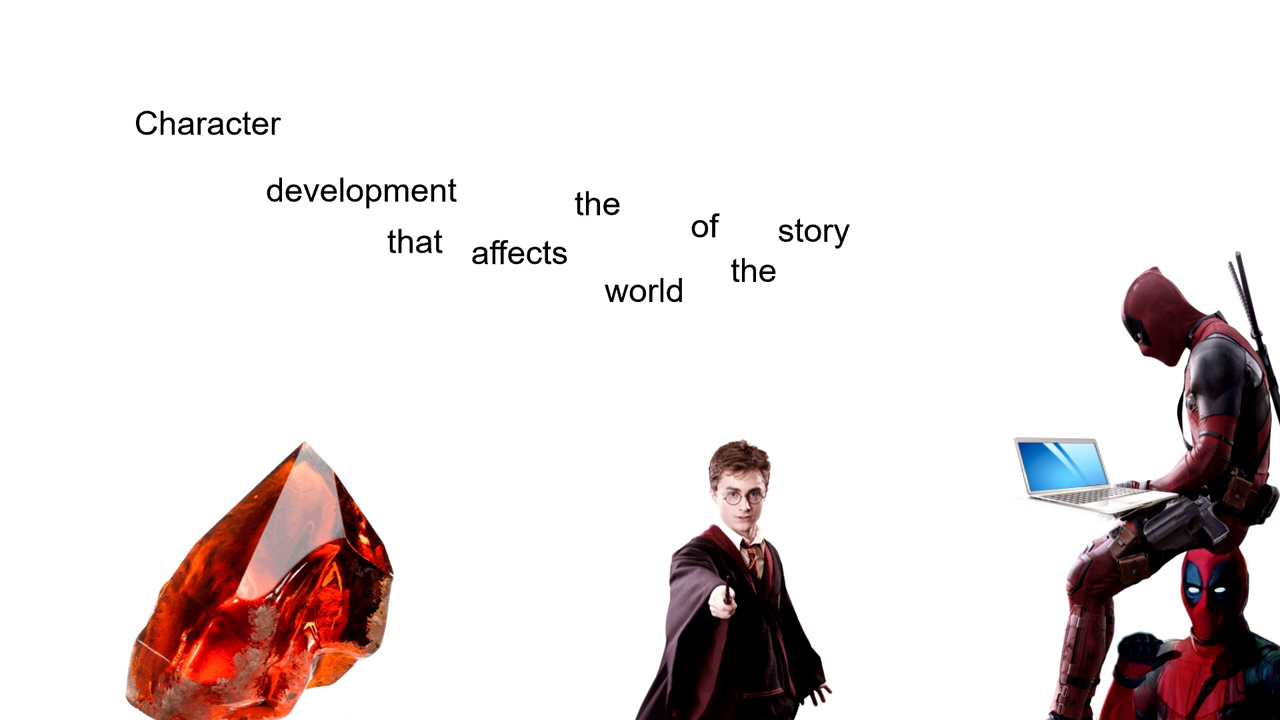 Character
development
that
affects
the
world
of
the
story